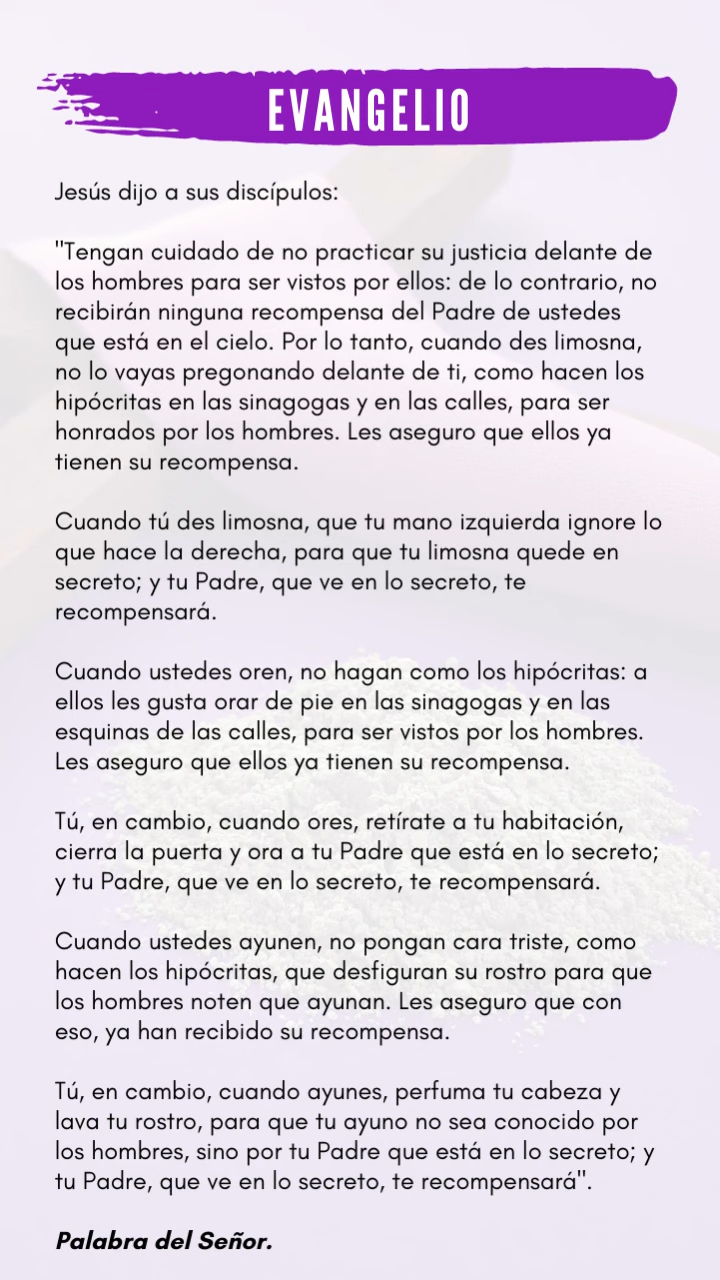 EVANGELIO
Jesús dijo a sus discípulos:
"Tengan cuidado de no practicar su justicia delante de
los hombres para ser vistos por ellos: de lo contrario, no
recibirán ninguna recompensa del Padre de ustedes
que está en el cielo. Por lo tanto, cuando des limosna,
no lo vayas pregonando delante de ti, como hacen los
hipócritas en las sinagogas y en las calles, para ser
honrados por los hombres. Les aseguro que ellos ya
tienen su recompensa.
Cuando tú des limosna, que tu mano izquierda ignore lo
que hace la derecha, para que tu limosna quede en
secreto; y tu Padre, que ve en lo secreto, te
recompensará.
Cuando ustedes oren, no hagan como los hipócritas: a
ellos les gusta orar de pie en las sinagogas y en las
esquinas de las calles, para ser vistos por los hombres.
Les aseguro que ellos ya tienen su recompensa.
Tú, en cambio, cuando ores, retírate a tu habitación,
cierra la puerta y ora a tu Padre que está en lo secreto;
y tu Padre, que ve en lo secreto, te recompensará.
Cuando ustedes ayunen, no pongan cara triste, como
hacen los hipócritas, que desfiguran su rostro para que
los hombres noten que ayunan. Les aseguro que con
eso, ya han recibido su recompensa.
Tú, en cambio, cuando ayunes, perfuma tu cabeza y
lava tu rostro, para que tu ayuno no sea conocido por
los hombres, sino por tu Padre que está en lo secreto; y
tu Padre, que ve en lo secreto, te recompensará".
Palabra del Señor.